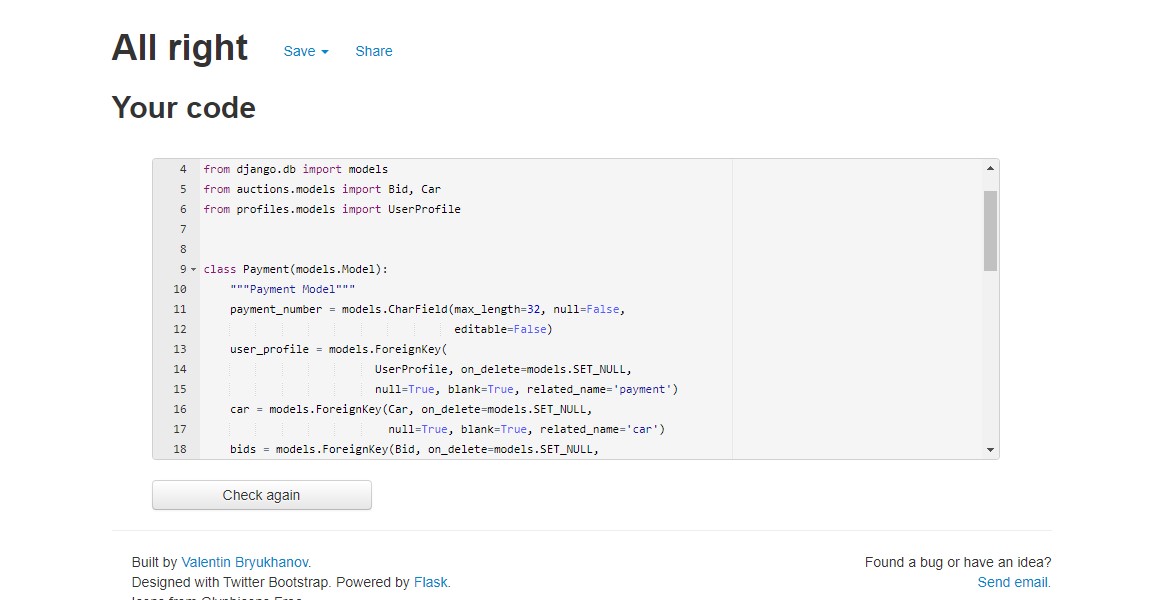 All right Save Share
Your code
4 from django.db import models
5 from auctions.models import Bid, Car
6 from profiles.models import UserProfile
7
8
9 class Payment(models.Model):
10 """Payment Model"""
11 payment_number = models.CharField(max_length=32, null=False,
12 editable=False)
13 user_profile = models.ForeignKey(
14 UserProfile, on_delete=models.SET_NULL,
15 null=True, blank=True, related_name='payment')
16 car = models.ForeignKey(Car, on_delete=models.SET_NULL,
17 null=True, blank=True, related_name='car')
18 bids = models.ForeignKey(Bid, on_delete=models.SET_NULL,
Check again
Built by Valentin Bryukhanov.
Designed with Twitter Bootstrap. Powered by Flask.
Icons from Glyphicons Free
Found a bug or have an idea?
Send email.